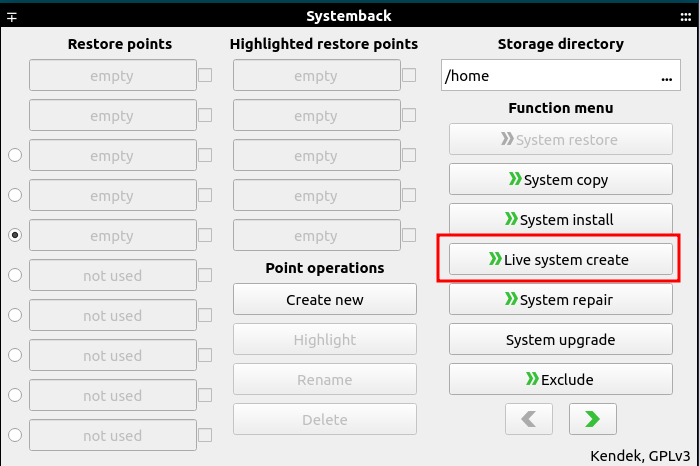 Systemback
Restore points
empty
empty
empty
empty
empty
not used
not used
not used
not used
not used
Highlighted restore points
empty
empty
empty
empty
empty
Point operations
Create new
Highlight
Rename
Delete
Storage directory
/home ...
Function menu
System restore
System copy
System install
Live system create
System repair
System upgrade
Exclude
Kendek, GPLv3